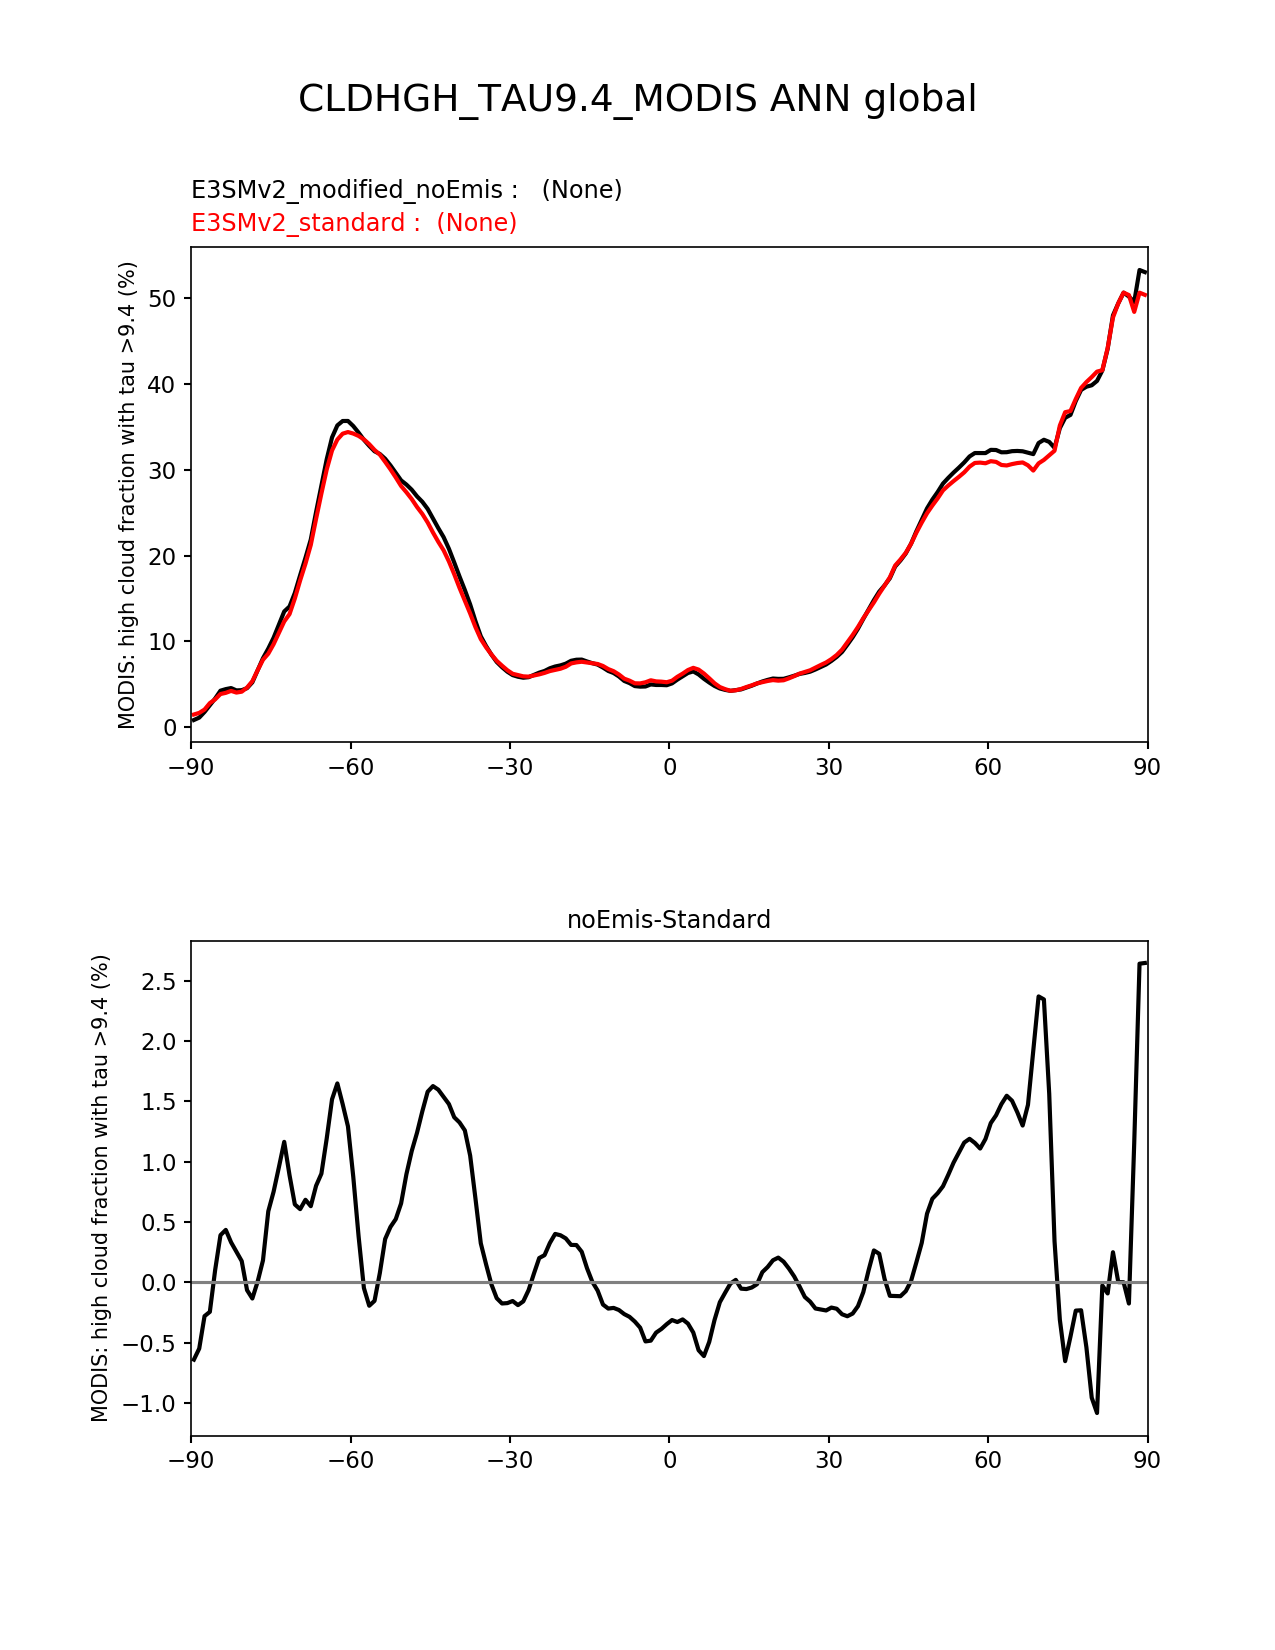 CLDHGH_TAU9.4_MODIS ANN global
E3SMv2_modified_noEmis :   (None)
E3SMv2_standard :  (None)
MODIS: high cloud fraction with tau >9.4 (%)
50
40
30
20
10
0
−90 −60 −30 0 30 60 90
noEmis-Standard
MODIS: high cloud fraction with tau >9.4 (%)
2.5
2.0
1.5
1.0
0.5
0.0
−0.5
−1.0
−90 −60 −30 0 30 60 90